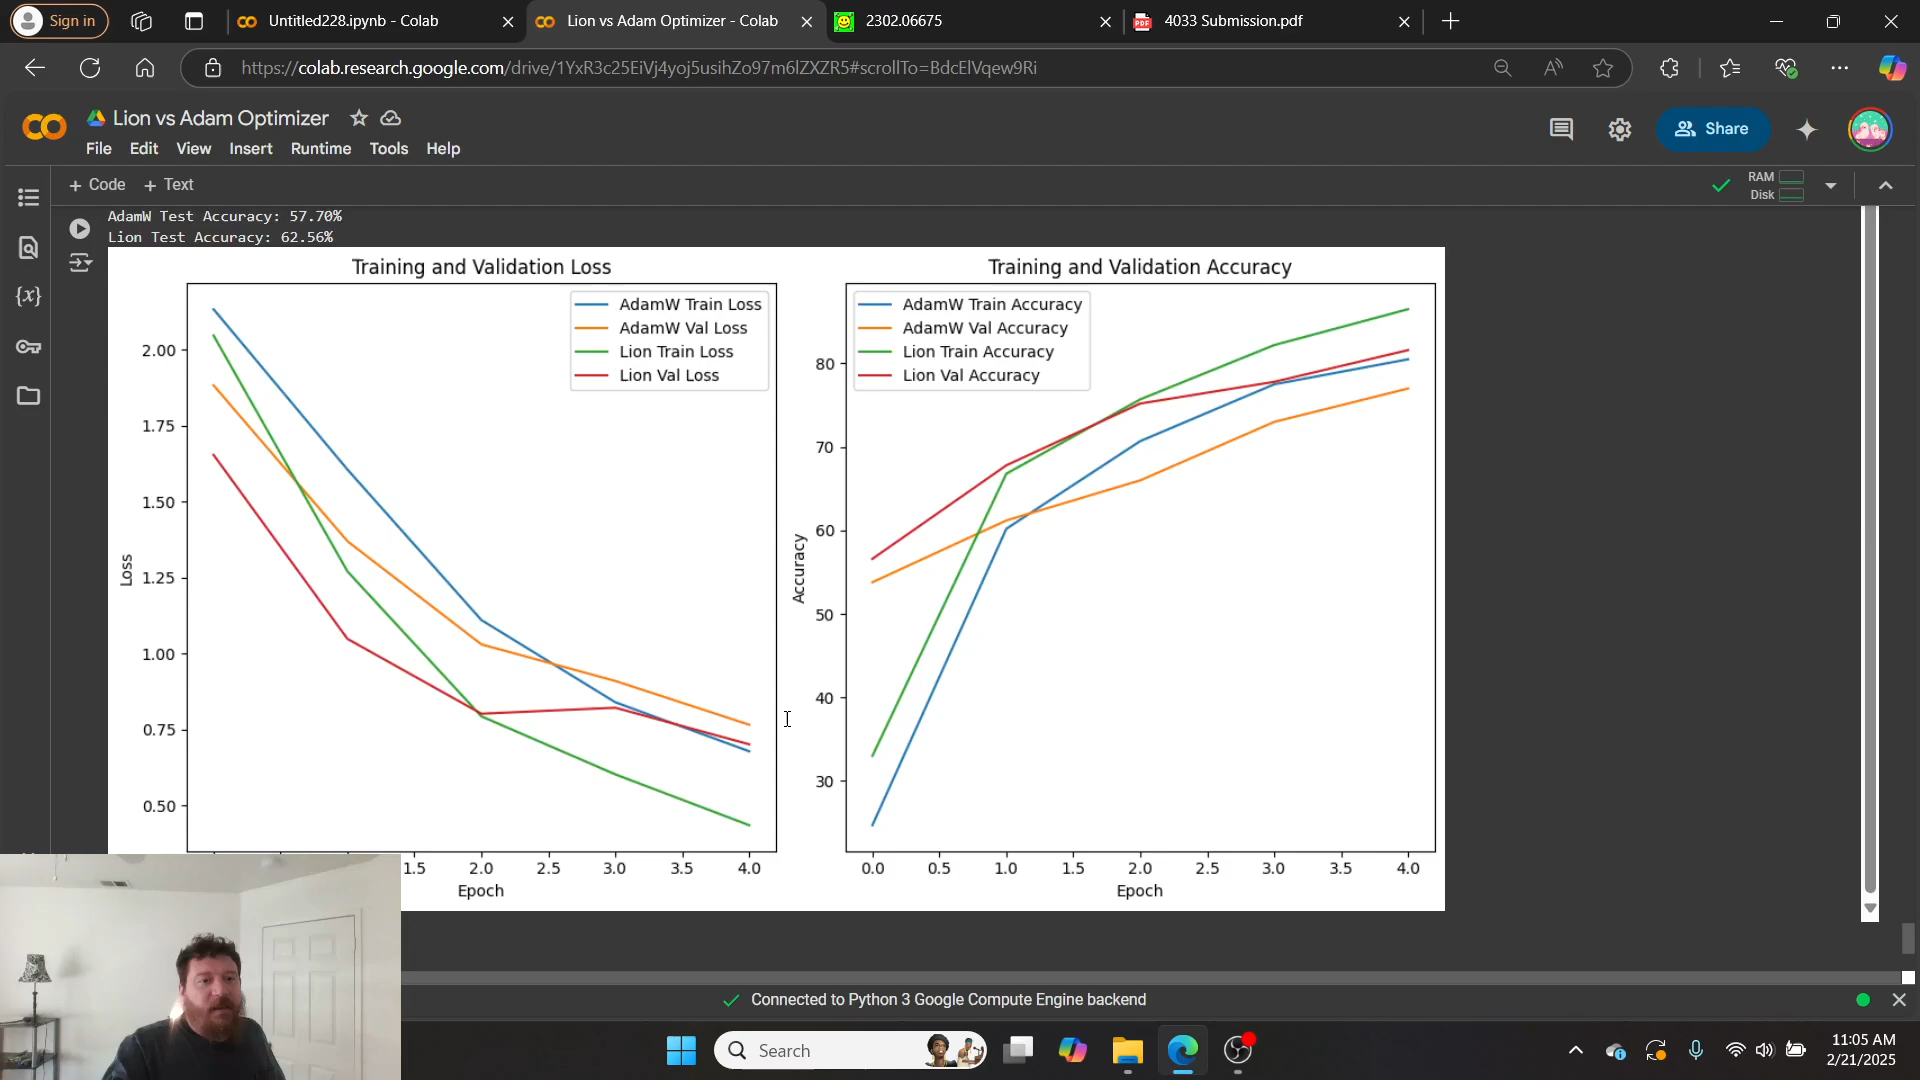 Sign in
Untitled228.ipynb - Colab
Lion vs Adam Optimizer - Colab
2302.06675
PDF
4033 Submission.pdf
https://colab.research.google.com/drive/1YxR3c25EiVj4yoj5usihZo97m6lZXZR5#scrollTo=BdcElVqew9Ri
Lion vs Adam Optimizer
File Edit View Insert Runtime Tools Help
Share
+ Code + Text
RAM
Disk
AdamW Test Accuracy: 57.70%
Lion Test Accuracy: 62.56%
Training and Validation Loss
AdamW Train Loss
AdamW Val Loss
Lion Train Loss
Lion Val Loss
2.00
1.75
1.50
1.25
1.00
0.75
0.50
Loss
1.5 2.0 2.5 3.0 3.5 4.0
Epoch
Training and Validation Accuracy
AdamW Train Accuracy
AdamW Val Accuracy
Lion Train Accuracy
Lion Val Accuracy
80
70
60
50
40
30
Accuracy
0.0 0.5 1.0 1.5 2.0 2.5 3.0 3.5 4.0
Epoch
Connected to Python 3 Google Compute Engine backend
Search
11:05 AM
2/21/2025